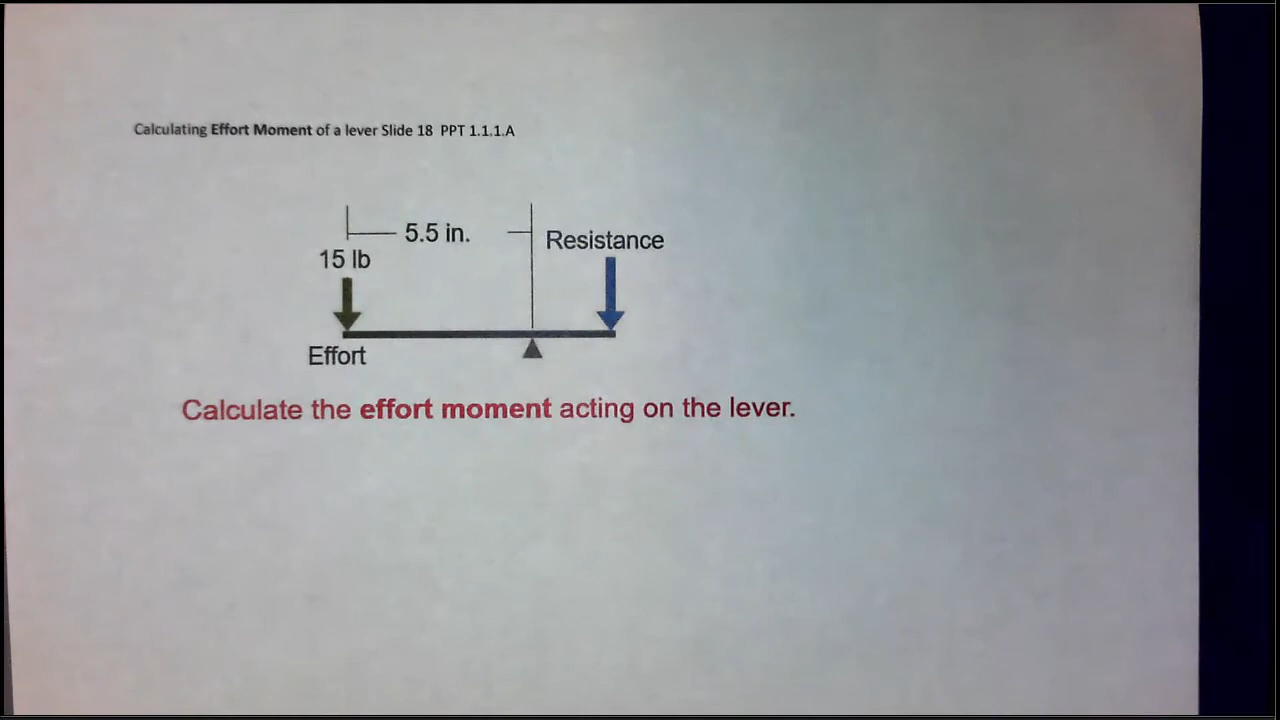 Calculating Effort Moment of a lever Slide 18 PPT 1.1.1.A
5.5 in.
Resistance
15 lb
Effort
Calculate the effort moment acting on the lever.